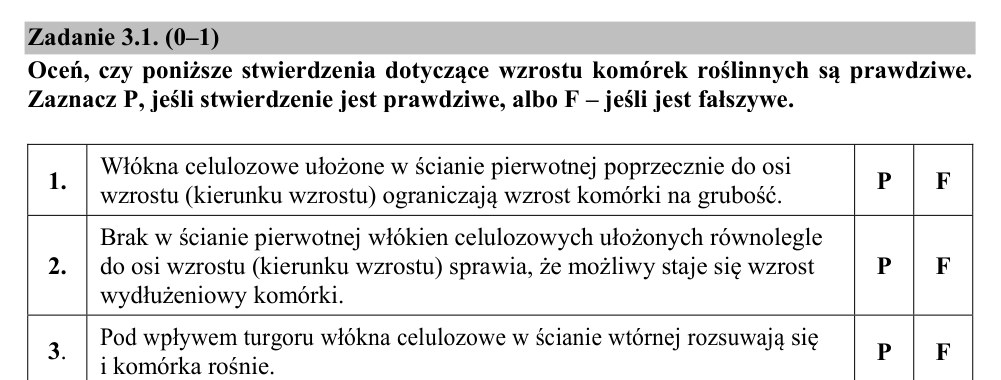 Zadanie 3.1. (0–1)
Oceń, czy poniższe stwierdzenia dotyczące wzrostu komórek roślinnych są prawdziwe.
Zaznacz P, jeśli stwierdzenie jest prawdziwe, albo F – jeśli jest fałszywe.
1. Włókna celulozowe ułożone w ścianie pierwotnej poprzecznie do osi
wzrostu (kierunku wzrostu) ograniczają wzrost komórki na grubość. P F
2. Brak w ścianie pierwotnej włókien celulozowych ułożonych równolegle
do osi wzrostu (kierunku wzrostu) sprawia, że możliwy staje się wzrost P F
wydłużeniowy komórki.
3. Pod wpływem turgoru włókna celulozowe w ścianie wtórnej rozsuwają się
i komórka rośnie. P F